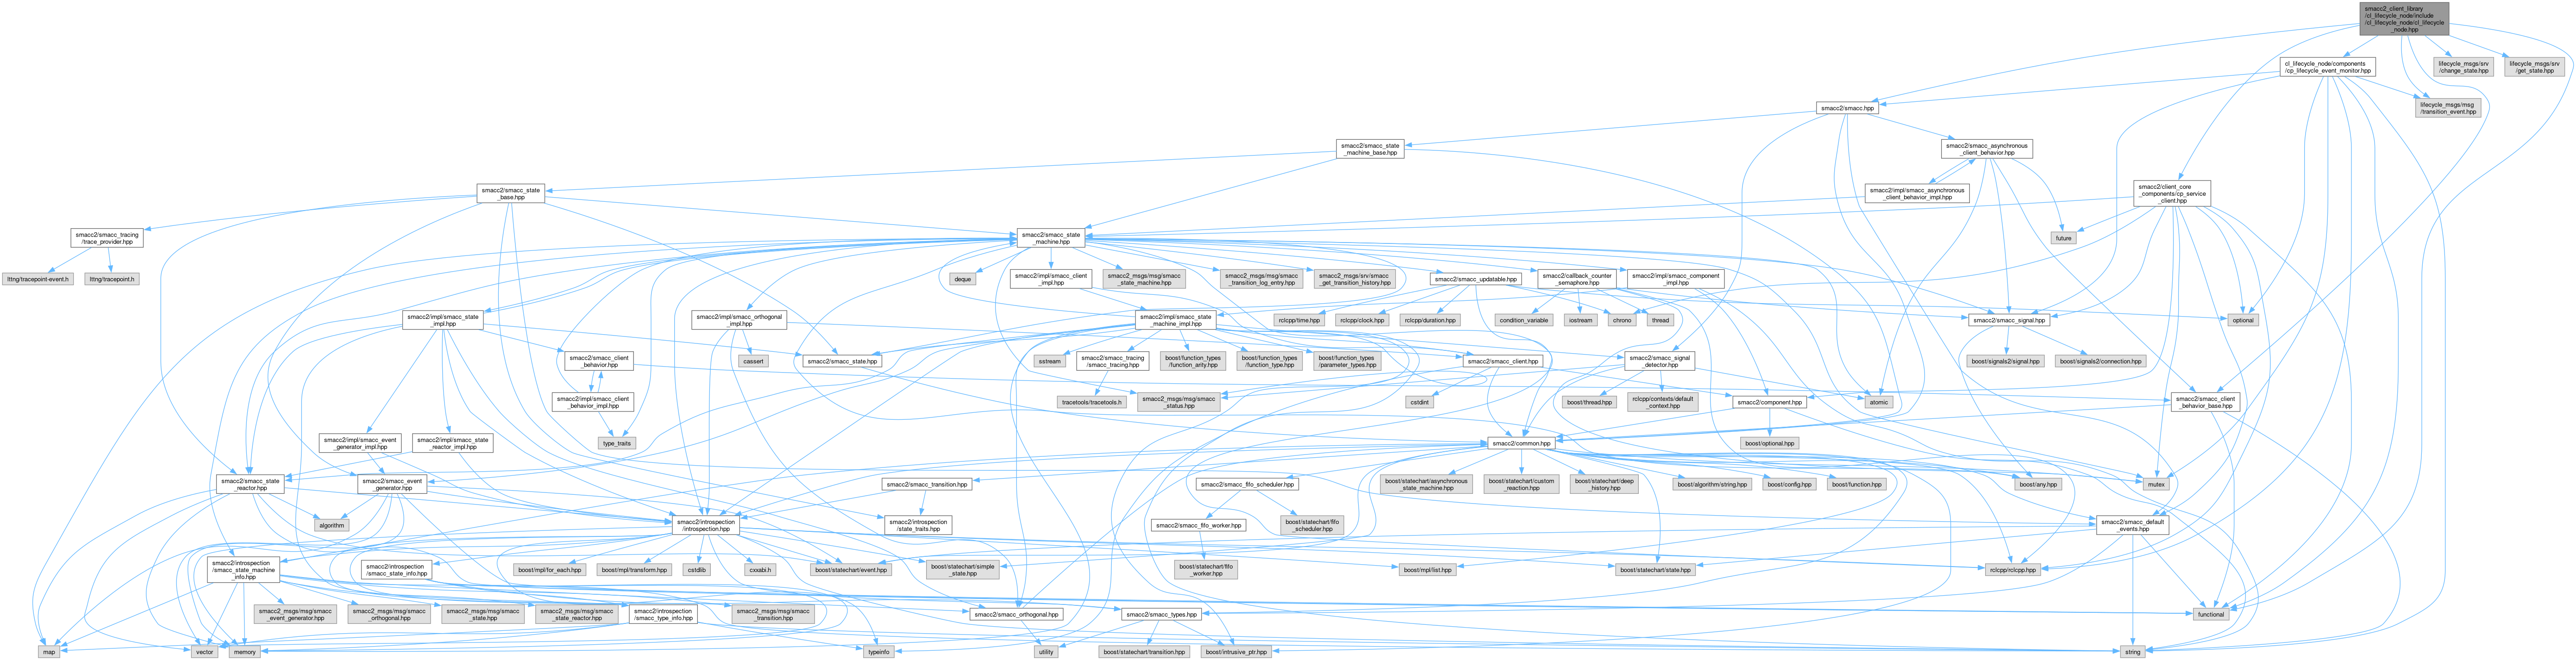 smacc2_client_library
/cl_lifecycle_node/include
/cl_lifecycle_node/cl_lifecycle
_node.hpp
cl_lifecycle_node/components
/cp_lifecycle_event_monitor.hpp
lifecycle_msgs/srv
/change_state.hpp
lifecycle_msgs/srv
/get_state.hpp
smacc2/smacc.hpp
lifecycle_msgs/msg
/transition_event.hpp
smacc2/smacc_state
_machine_base.hpp
smacc2/smacc_asynchronous
_client_behavior.hpp
smacc2/smacc_state
_base.hpp
smacc2/impl/smacc_asynchronous
_client_behavior_impl.hpp
smacc2/client_core
_components/cp_service
_client.hpp
smacc2/smacc_tracing
/trace_provider.hpp
smacc2/smacc_state
_machine.hpp
future
lttng/tracepoint-event.h
lttng/tracepoint.h
deque
smacc2/impl/smacc_client
_impl.hpp
smacc2_msgs/msg/smacc
_state_machine.hpp
smacc2/smacc_updatable.hpp
smacc2_msgs/msg/smacc
_transition_log_entry.hpp
smacc2_msgs/srv/smacc
_get_transition_history.hpp
smacc2/callback_counter
_semaphore.hpp
smacc2/impl/smacc_component
_impl.hpp
smacc2/impl/smacc_state
_impl.hpp
smacc2/impl/smacc_orthogonal
_impl.hpp
smacc2/impl/smacc_state
_machine_impl.hpp
rclcpp/time.hpp
rclcpp/clock.hpp
rclcpp/duration.hpp
condition_variable
iostream
chrono
thread
smacc2/smacc_signal.hpp
optional
smacc2/smacc_client
_behavior.hpp
cassert
smacc2/smacc_state.hpp
sstream
smacc2/smacc_tracing
/smacc_tracing.hpp
boost/function_types
/function_arity.hpp
boost/function_types
/function_type.hpp
boost/function_types
/parameter_types.hpp
smacc2/smacc_client.hpp
smacc2/smacc_signal
_detector.hpp
boost/signals2/signal.hpp
boost/signals2/connection.hpp
smacc2/impl/smacc_client
_behavior_impl.hpp
tracetools/tracetools.h
smacc2_msgs/msg/smacc
_status.hpp
cstdint
boost/thread.hpp
rclcpp/contexts/default
_context.hpp
smacc2/component.hpp
atomic
smacc2/smacc_client
_behavior_base.hpp
smacc2/impl/smacc_event
_generator_impl.hpp
smacc2/impl/smacc_state
_reactor_impl.hpp
type_traits
smacc2/common.hpp
boost/optional.hpp
smacc2/smacc_state
_reactor.hpp
smacc2/smacc_event
_generator.hpp
smacc2/smacc_transition.hpp
smacc2/smacc_fifo_scheduler.hpp
boost/statechart/asynchronous
_state_machine.hpp
boost/statechart/custom
_reaction.hpp
boost/statechart/deep
_history.hpp
boost/algorithm/string.hpp
boost/config.hpp
boost/function.hpp
boost/any.hpp
mutex
algorithm
smacc2/introspection
/introspection.hpp
smacc2/introspection
/state_traits.hpp
smacc2/smacc_fifo_worker.hpp
boost/statechart/fifo
_scheduler.hpp
smacc2/smacc_default
_events.hpp
smacc2/introspection
/smacc_state_machine
_info.hpp
smacc2/introspection
/smacc_state_info.hpp
boost/mpl/for_each.hpp
boost/mpl/transform.hpp
cstdlib
cxxabi.h
boost/statechart/event.hpp
boost/statechart/simple
_state.hpp
boost/statechart/fifo
_worker.hpp
boost/mpl/list.hpp
boost/statechart/state.hpp
rclcpp/rclcpp.hpp
smacc2_msgs/msg/smacc
_event_generator.hpp
smacc2_msgs/msg/smacc
_orthogonal.hpp
smacc2_msgs/msg/smacc
_state.hpp
smacc2_msgs/msg/smacc
_state_reactor.hpp
smacc2/introspection
/smacc_type_info.hpp
smacc2_msgs/msg/smacc
_transition.hpp
smacc2/smacc_orthogonal.hpp
smacc2/smacc_types.hpp
functional
map
vector
memory
typeinfo
utility
boost/statechart/transition.hpp
boost/intrusive_ptr.hpp
string